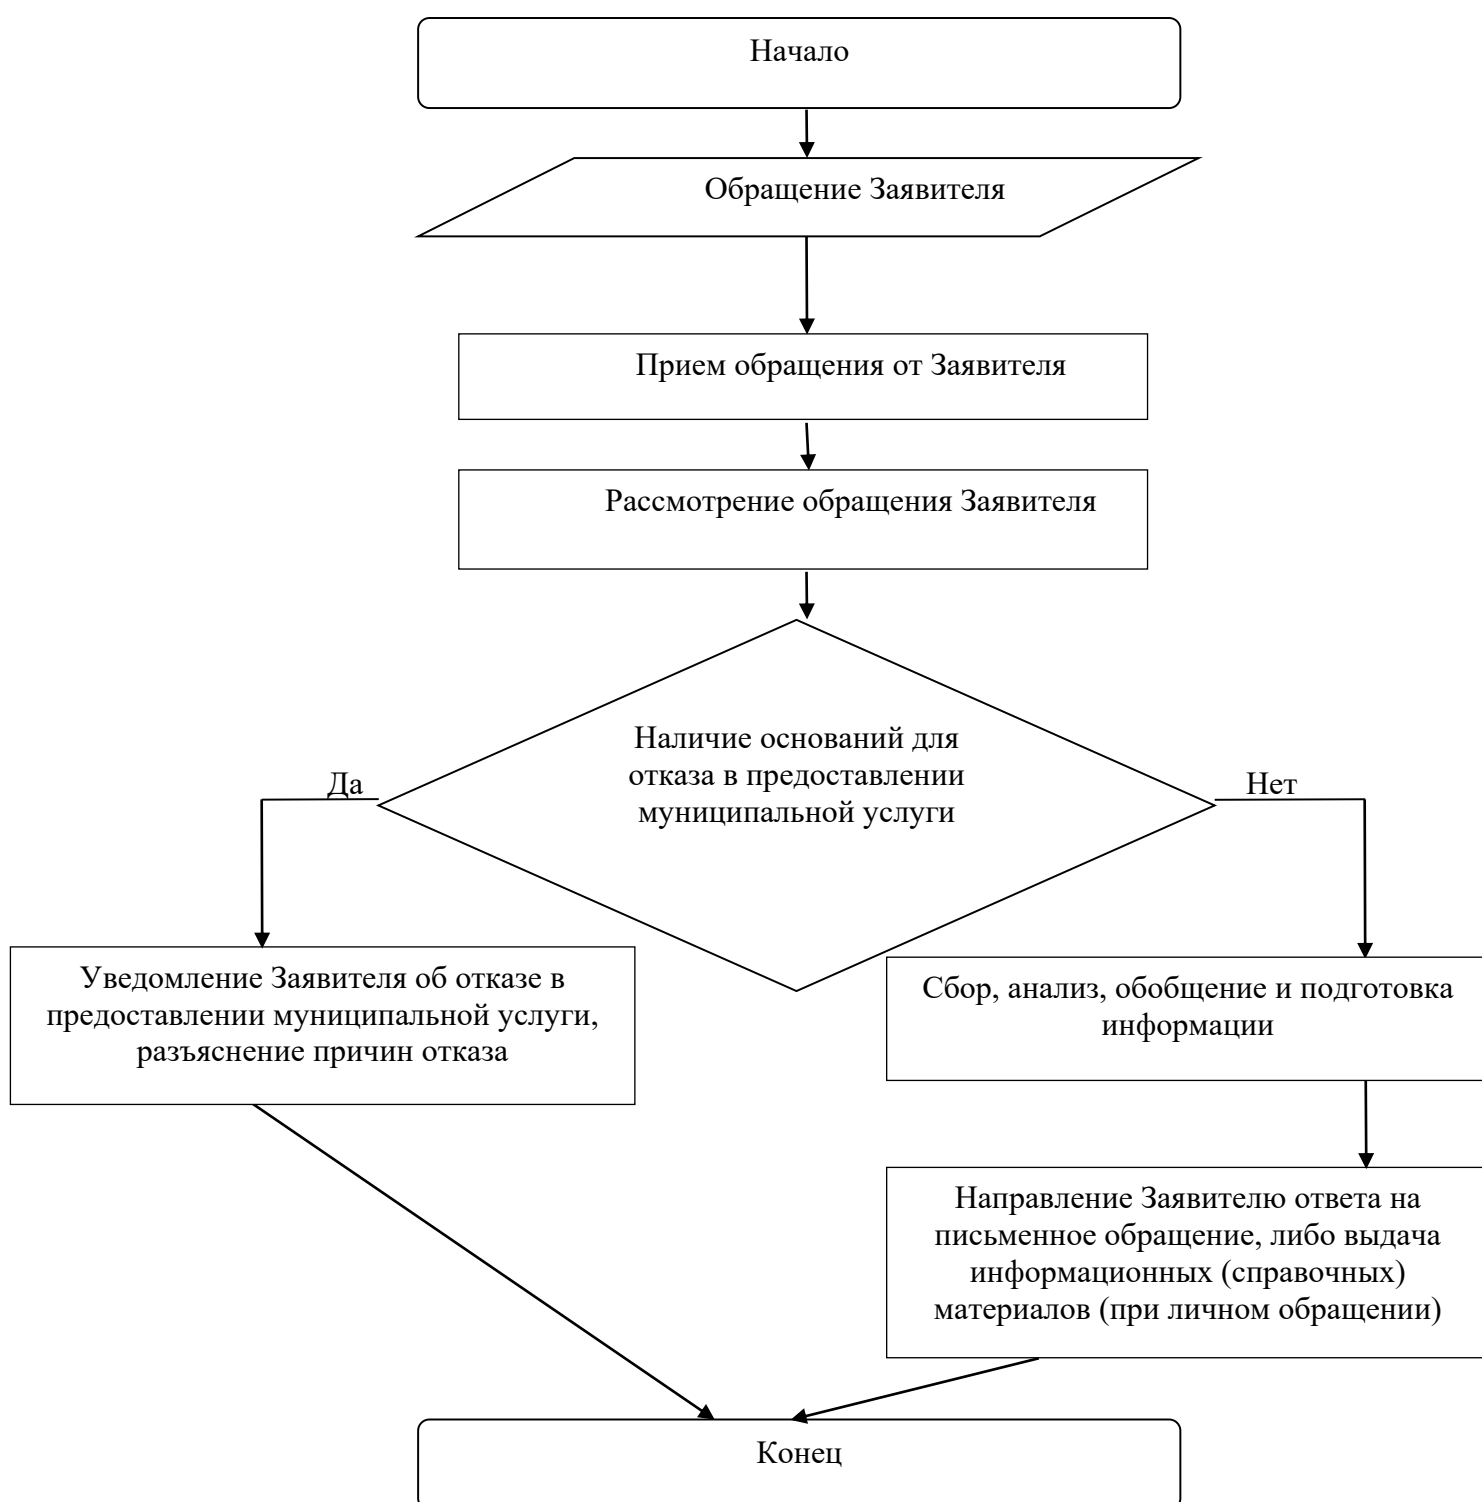 Начало
Обращение Заявителя
Прием обращения от Заявителя
Рассмотрение обращения Заявителя
Наличие оснований для
отказа в предоставлении
муниципальной услуги
Да
Нет
Уведомление Заявителя об отказе в
предоставлении муниципальной услуги,
разъяснение причин отказа
Сбор, анализ, обобщение и подготовка
информации
Направление Заявителю ответа на
письменное обращение, либо выдача
информационных (справочных)
материалов (при личном обращении)
Конец